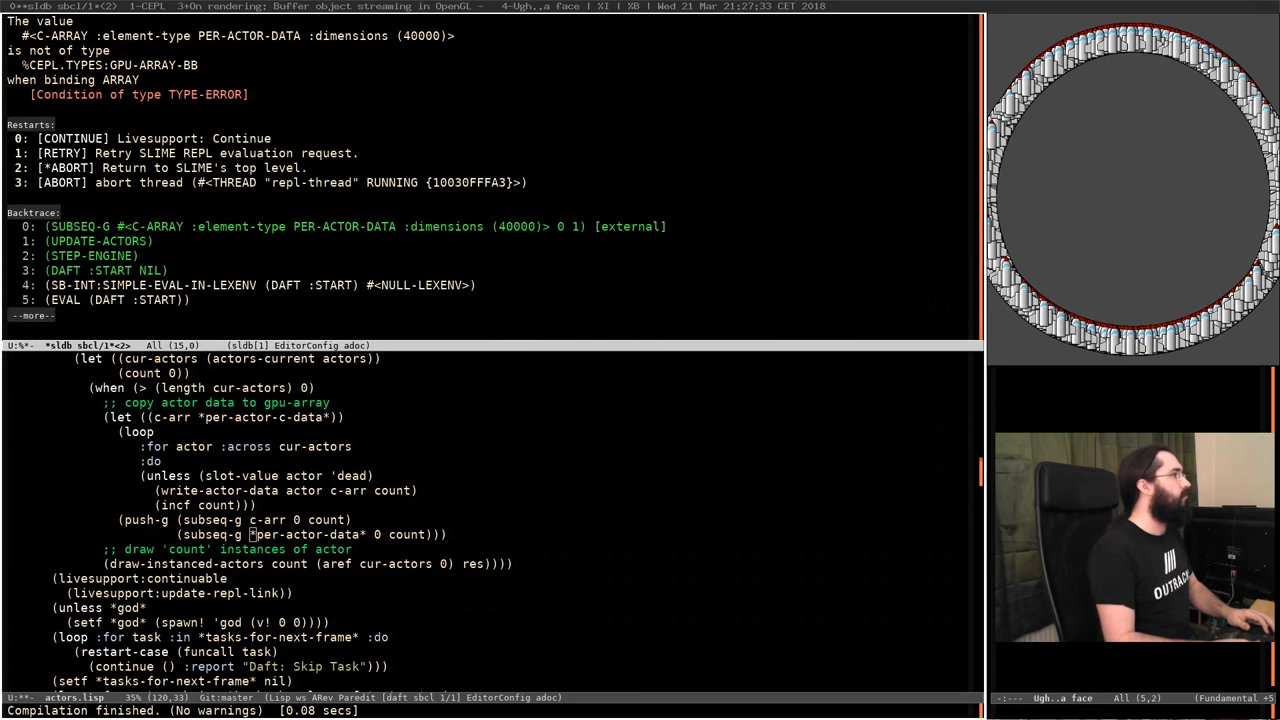 ◊**sldb sbcl/1*<2>  1-CEPL  3+On rendering: Buffer object streaming in OpenGL -   4-Ugh..a face | %I | %B | Wed 21 Mar 21:27:33 CET 2018
The value
  #<C-ARRAY :element-type PER-ACTOR-DATA :dimensions (40000)>
is not of type
  %CEPL.TYPES:GPU-ARRAY-BB
when binding ARRAY
   [Condition of type TYPE-ERROR]
Restarts:
 0: [CONTINUE] Livesupport: Continue
 1: [RETRY] Retry SLIME REPL evaluation request.
 2: [*ABORT] Return to SLIME's top level.
 3: [ABORT] abort thread (#<THREAD "repl-thread" RUNNING {10030FFFA3}>)
Backtrace:
  0: (SUBSEQ-G #<C-ARRAY :element-type PER-ACTOR-DATA :dimensions (40000)> 0 1) [external]
  1: (UPDATE-ACTORS)
  2: (STEP-ENGINE)
  3: (DAFT :START NIL)
  4: (SB-INT:SIMPLE-EVAL-IN-LEXENV (DAFT :START) #<NULL-LEXENV>)
  5: (EVAL (DAFT :START))
 --more--
U:%*-  *sldb sbcl/1*<2>   All (15,0)    (sldb[1] EditorConfig adoc)
(let ((cur-actors (actors-current actors))
      (count 0))
  (when (> (length cur-actors) 0)
    ;; copy actor data to gpu-array
    (let ((c-arr *per-actor-c-data*))
      (loop
         :for actor :across cur-actors
         :do
         (unless (slot-value actor 'dead)
           (write-actor-data actor c-arr count)
           (incf count)))
      (push-g (subseq-g c-arr 0 count)
              (subseq-g *per-actor-data* 0 count)))
    ;; draw 'count' instances of actor
    (draw-instanced-actors count (aref cur-actors 0) res))))
(livesupport:continuable
  (livesupport:update-repl-link))
(unless *god*
  (setf *god* (spawn! 'god (v! 0 0))))
(loop :for task :in *tasks-for-next-frame* :do
   (restart-case (funcall task)
     (continue () :report "Daft: Skip Task")))
(setf *tasks-for-next-frame* nil)
U:**-  actors.lisp    35% (120,33)   Git:master  (Lisp ws ARev Paredit [daft sbcl 1/1] EditorConfig adoc)
Compilation finished. (No warnings)  [0.08 secs]
OUTRACK
-:---  Ugh..a face    All (5,2)      (Fundamental +5